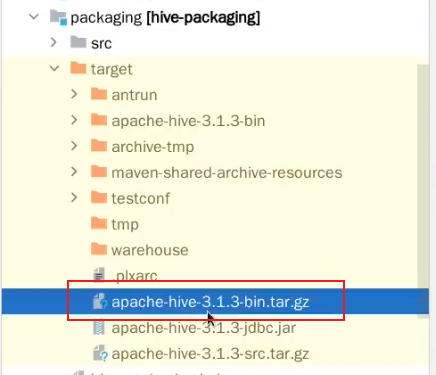 packaging [hive-packaging]
src
target
antrun
apache-hive-3.1.3-bin
archive-tmp
maven-shared-archive-resources
testconf
tmp
warehouse
.plxarc
apache-hive-3.1.3-bin.tar.gz
apache-hive-3.1.3-jdbc.jar
apache-hive-3.1.3-src.tar.gz